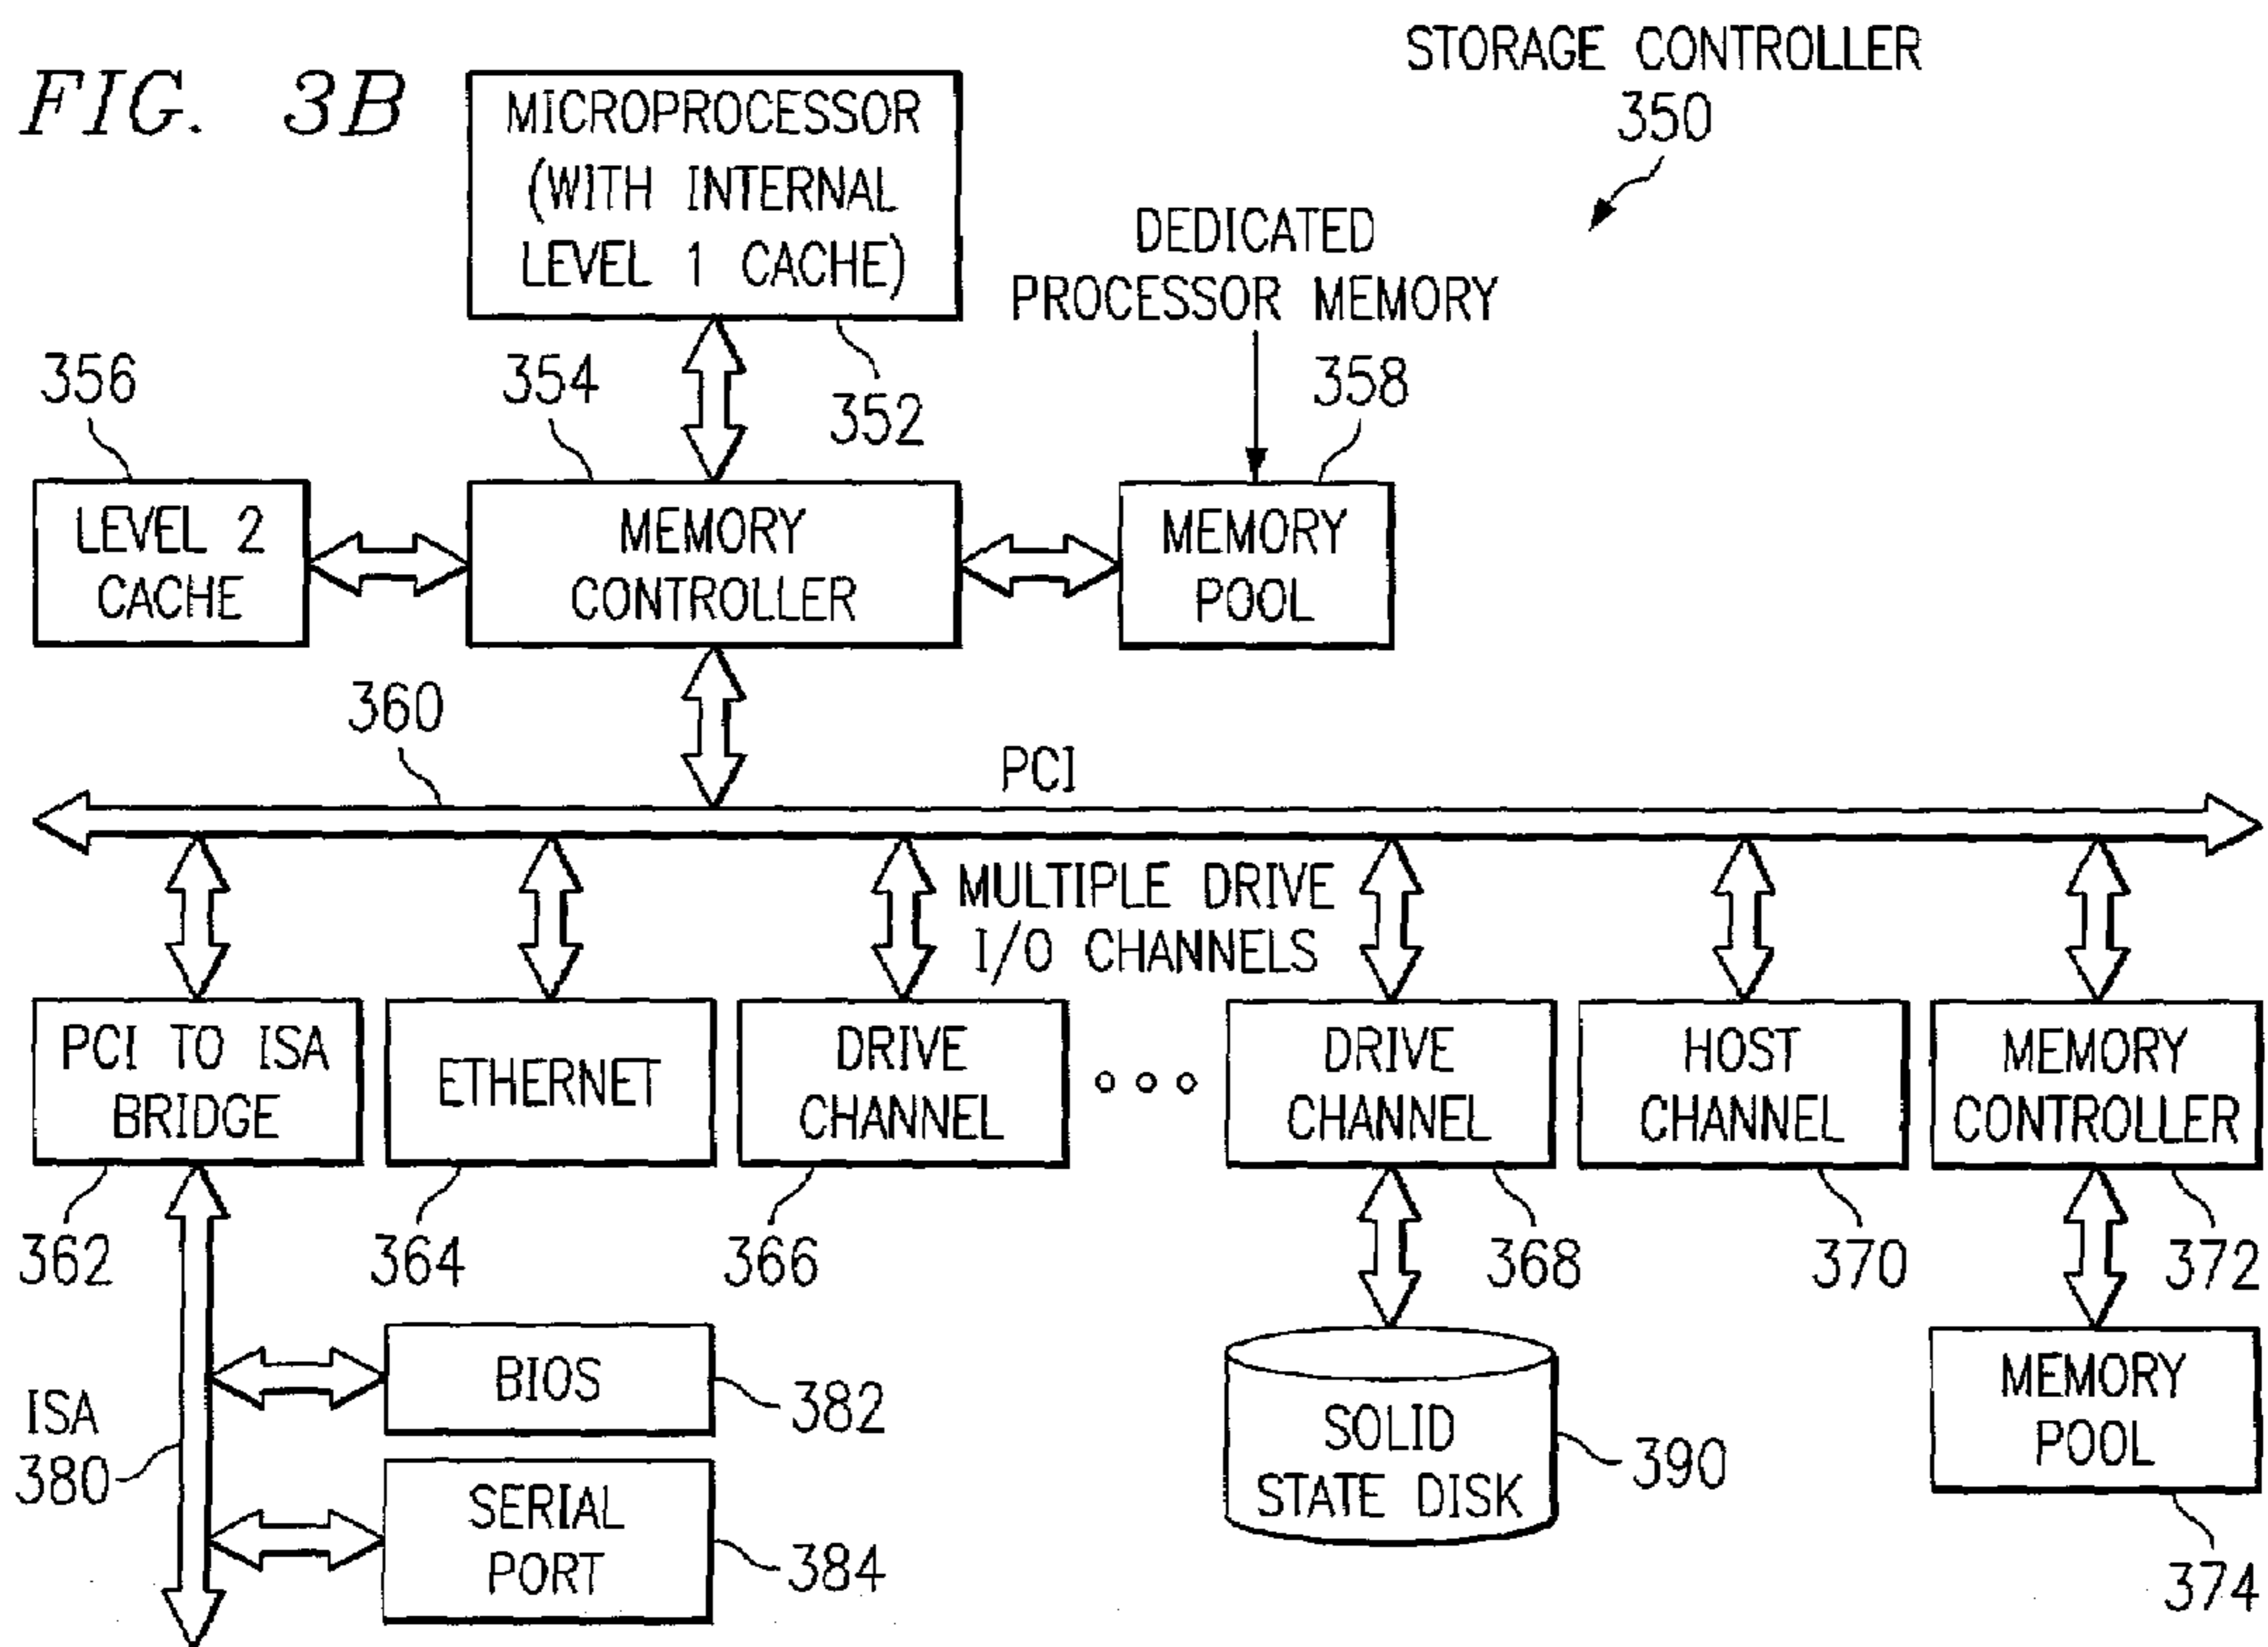 FIG. 3B
STORAGE CONTROLLER
350
MICROPROCESSOR
(WITH INTERNAL
LEVEL 1 CACHE)
352
DEDICATED
PROCESSOR MEMORY
356
354
358
LEVEL 2
CACHE
MEMORY
CONTROLLER
MEMORY
POOL
360
PCI
MULTIPLE DRIVE
I/O CHANNELS
PCI TO ISA
BRIDGE
ETHERNET
DRIVE
CHANNEL
DRIVE
CHANNEL
HOST
CHANNEL
MEMORY
CONTROLLER
362
364
366
368
370
372
ISA
380
BIOS
382
SERIAL
PORT
384
SOLID
STATE DISK
390
MEMORY
POOL
374